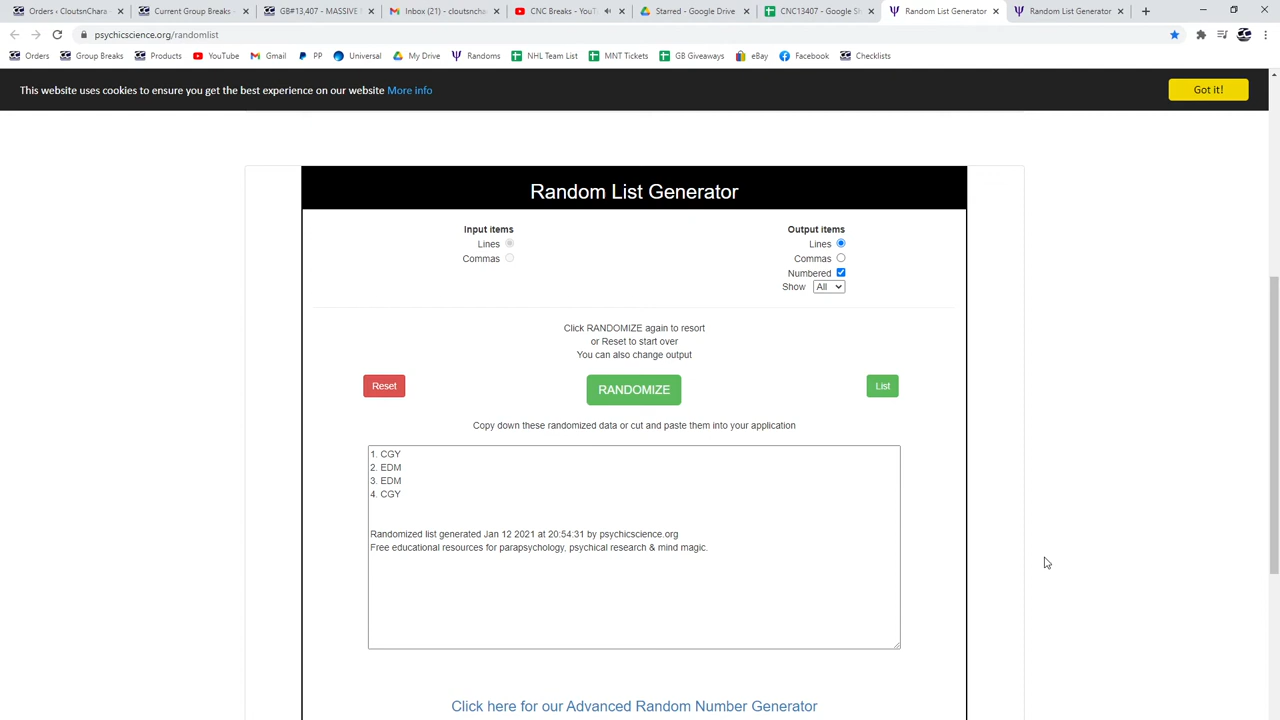 Orders ‹ CloutsnChara
Current Group Breaks -
GB#13,407 - MASSIVE
Inbox (21) - cloutsnchar
CNC Breaks - YouT
Starred - Google Drive
CNC13407 - Google Sh
Random List Generator
Random List Generator
psychicscience.org/randomlist
Orders
Group Breaks
Products
YouTube
Gmail
PP
Universal
My Drive
Randoms
NHL Team List
MNT Tickets
GB Giveaways
eBay
Facebook
Checklists
This website uses cookies to ensure you get the best experience on our website More info
Got it!
Random List Generator
Input items
Lines
Commas
Output items
Lines
Commas
Numbered
Show All
Click RANDOMIZE again to resort
or Reset to start over
You can also change output
Reset
RANDOMIZE
List
Copy down these randomized data or cut and paste them into your application
1. CGY
2. EDM
3. EDM
4. CGY
Randomized list generated Jan 12 2021 at 20:54:31 by psychicscience.org
Free educational resources for parapsychology, psychical research & mind magic.
Click here for our Advanced Random Number Generator